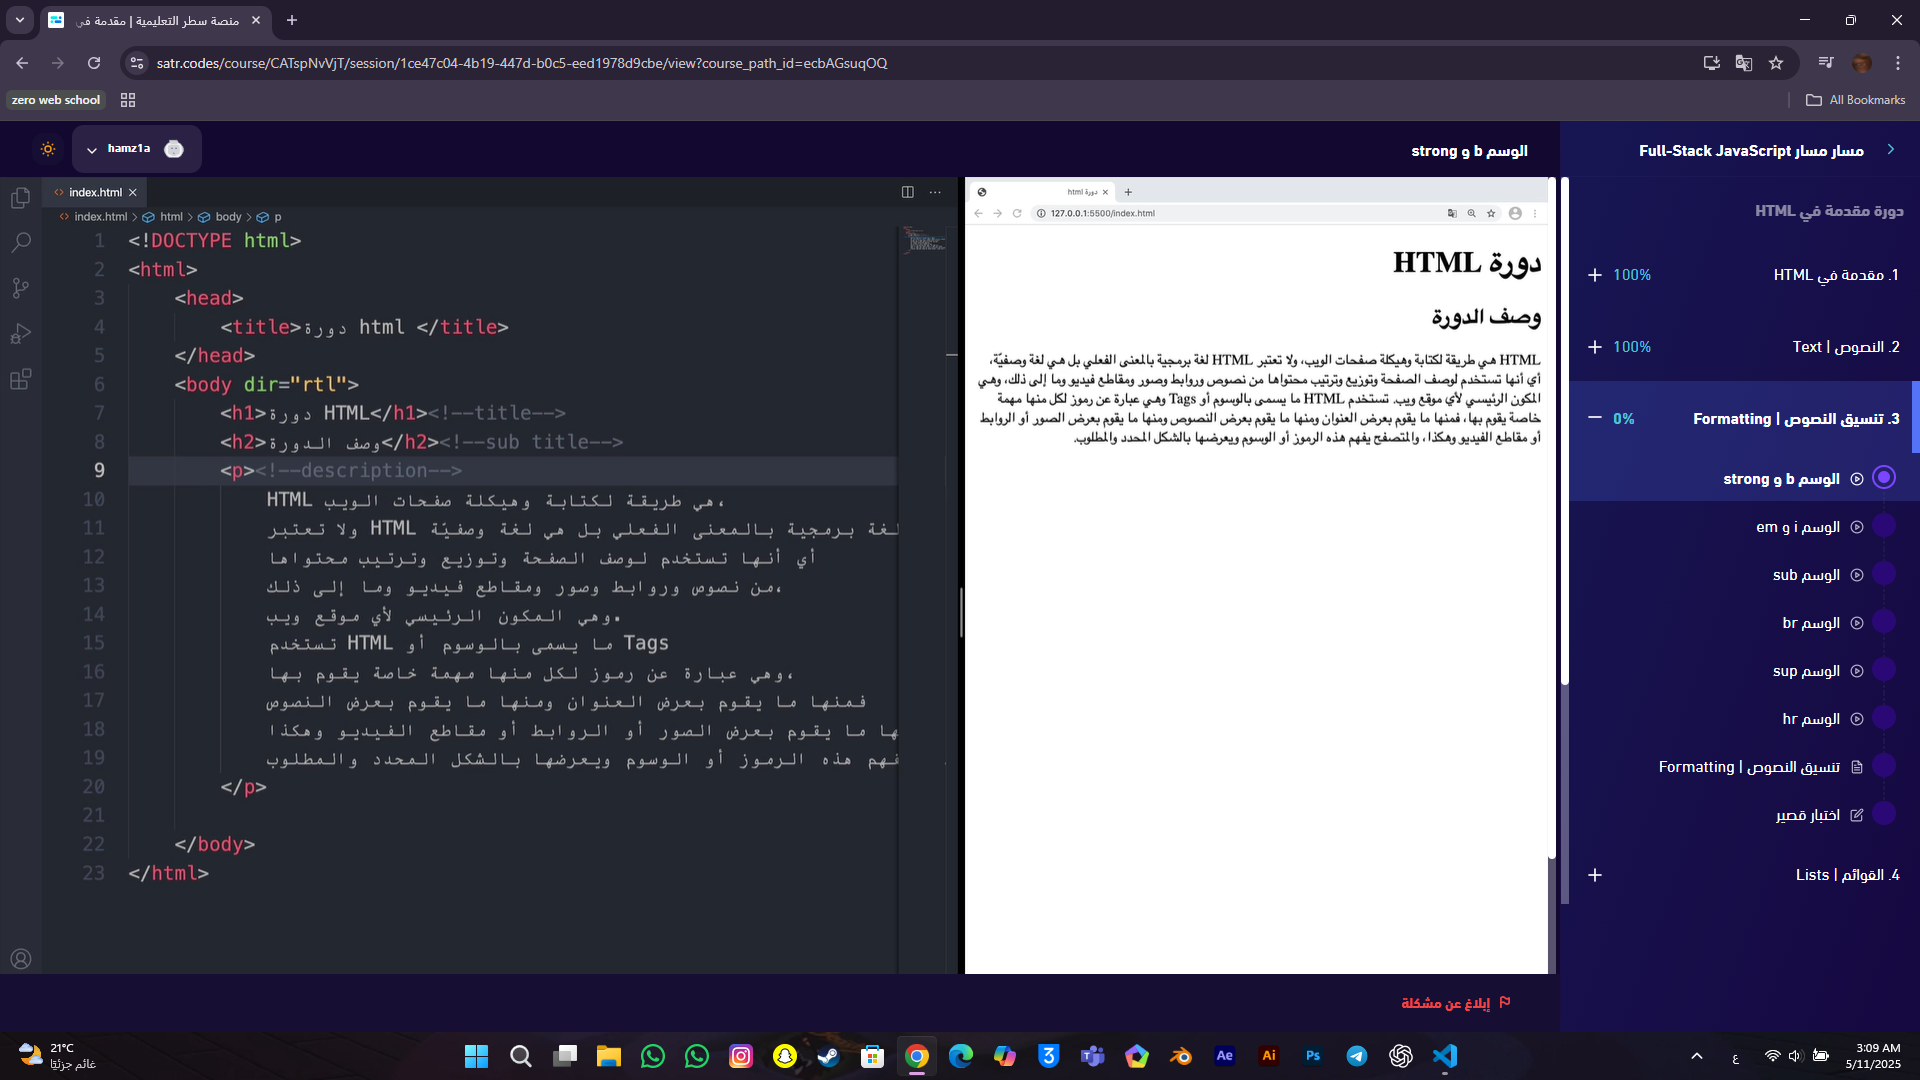 منصة سطر التعليمية | مقدمة في
satr.codes/course/CATspNvVjT/session/1ce47c04-4b19-447d-b0c5-eed1978d9cbe/view?course_path_id=ecbAGsuqOQ
zero web school
All Bookmarks
hamz1a
الوسم b و strong
مسار مسار Full-Stack JavaScript
index.html
index.html > html > body > p
1 <!DOCTYPE html>
2 <html>
3 <head>
4 <title>دورة html </title>
5 </head>
6 <body dir="rtl">
7 <h1>دورة HTML</h1><!--title-->
8 <h2>وصف الدورة</h2><!--sub title-->
9 <p><!--description-->
10 HTML هي طريقة لكتابة وهيكلة صفحات الويب،
11 ولا تعتبر HTML لغة برمجية بالمعنى الفعلي بل هي لغة وصفيّة
12 أي أنها تستخدم لوصف الصفحة وتوزيع وترتيب محتواها
13 من نصوص وروابط وصور ومقاطع فيديو وما إلى ذلك،
14 وهي المكون الرئيسي لأي موقع ويب.
15 تستخدم HTML ما يسمى بالوسوم أو Tags
16 وهي عبارة عن رموز لكل منها مهمة خاصة يقوم بها،
17 فمنها ما يقوم بعرض العنوان ومنها ما يقوم بعرض النصوص
18 ها ما يقوم بعرض الصور أو الروابط أو مقاطع الفيديو وهكذا
19 فهم هذه الرموز أو الوسوم ويعرضها بالشكل المحدد والمطلوب
20 </p>
21
22 </body>
23 </html>
دورة html
127.0.0.1:5500/index.html
دورة HTML
وصف الدورة
HTML هي طريقة لكتابة وهيكلة صفحات الويب، ولا تعتبر HTML لغة برمجية بالمعنى الفعلي بل هي لغة وصفيّة،
أي أنها تستخدم لوصف الصفحة وتوزيع وترتيب محتواها من نصوص وروابط وصور ومقاطع فيديو وما إلى ذلك، وهي
المكون الرئيسي لأي موقع ويب. تستخدم HTML ما يسمى بالوسوم أو Tags وهي عبارة عن رموز لكل منها مهمة
خاصة يقوم بها، فمنها ما يقوم بعرض العنوان ومنها ما يقوم بعرض النصوص ومنها ما يقوم بعرض الصور أو الروابط
أو مقاطع الفيديو وهكذا، والمتصفح يفهم هذه الرموز أو الوسوم ويعرضها بالشكل المحدد والمطلوب.
دورة مقدمة في HTML
1. مقدمة في HTML 100%
2. النصوص | Text 100%
3. تنسيق النصوص | Formatting 0%
الوسم b و strong
الوسم i و em
الوسم sub
الوسم br
الوسم sup
الوسم hr
تنسيق النصوص | Formatting
اختبار قصير
4. القوائم | Lists
إبلاغ عن مشكلة
21°C
غائم جزئيًا
Ae
Ai
Ps
ع
3:09 AM
5/11/2025